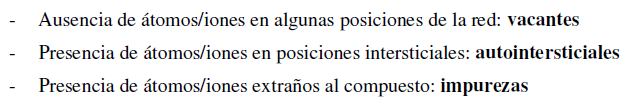 - Ausencia de átomos/iones en algunas posiciones de la red: vacantes
- Presencia de átomos/iones en posiciones intersticiales: autointersticiales
- Presencia de átomos/iones extraños al compuesto: impurezas